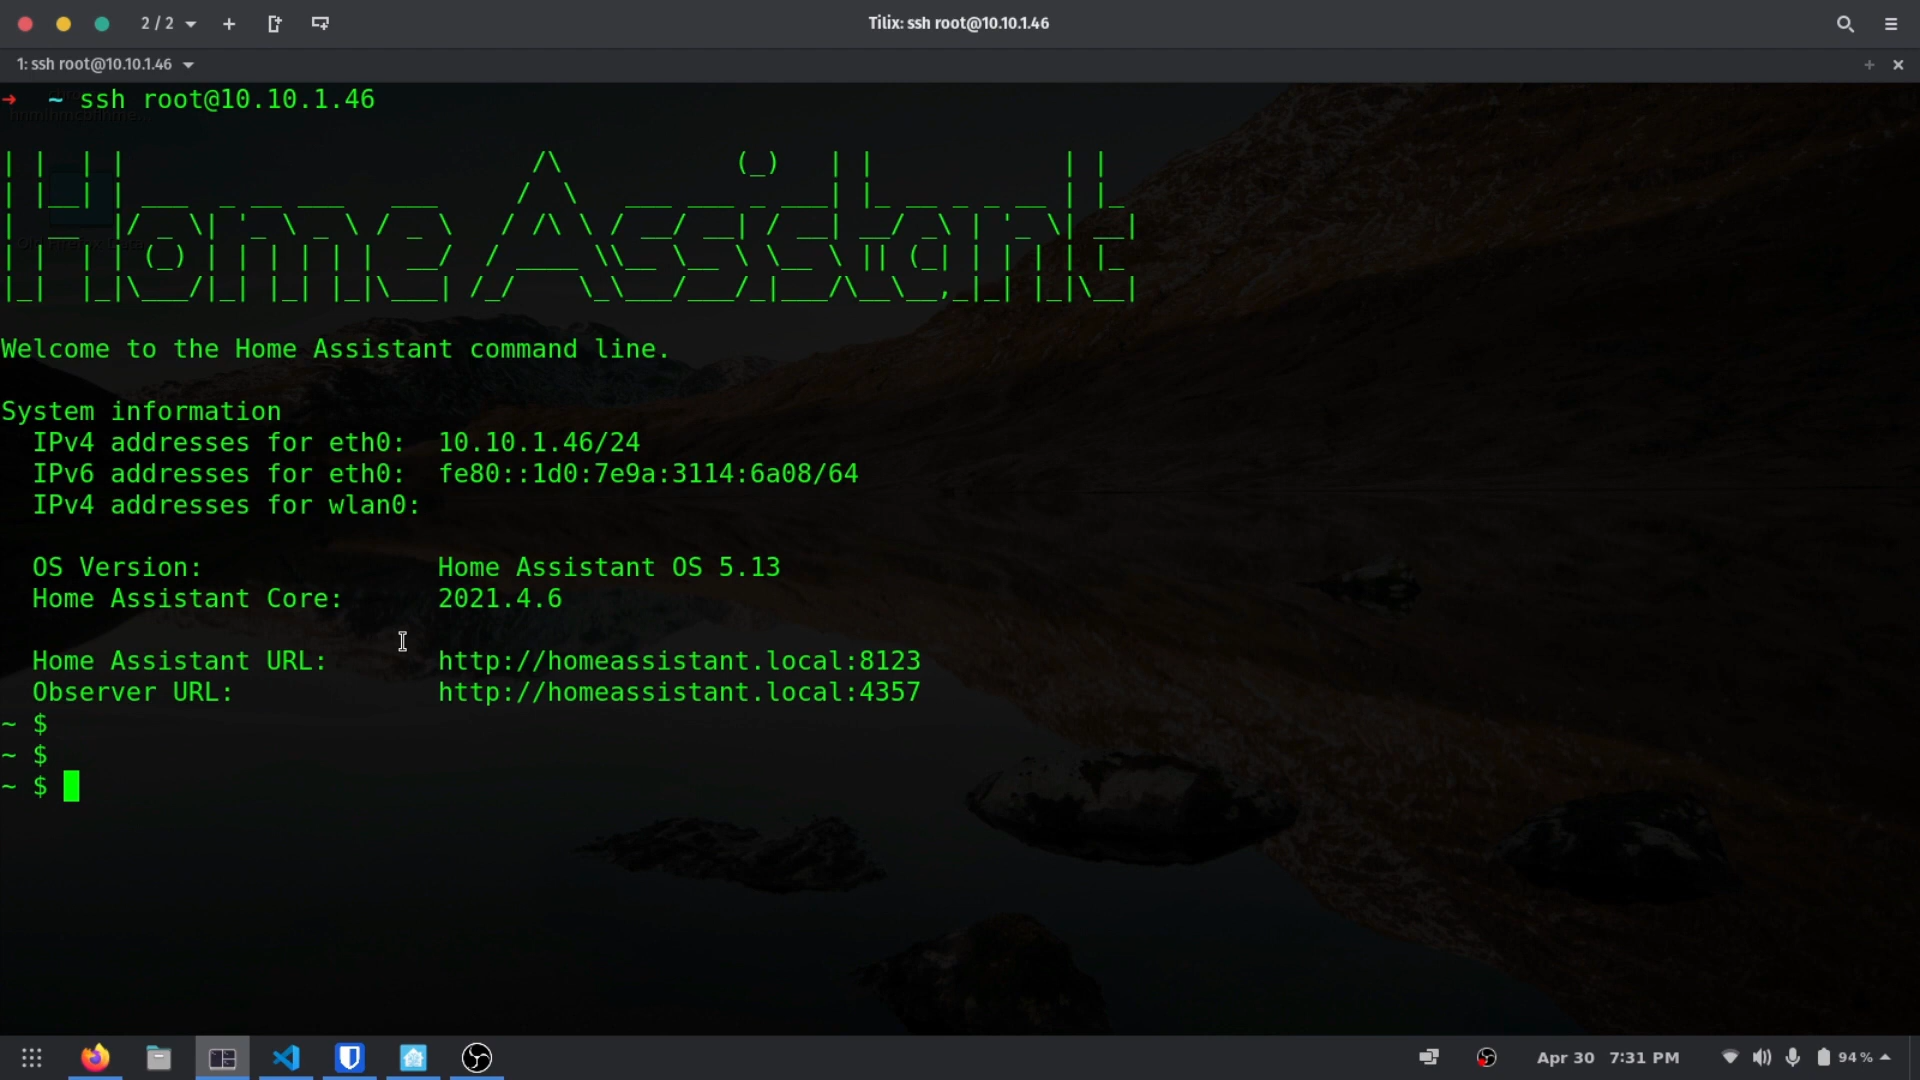 2 / 2
Tilix: ssh root@10.10.1.46
1: ssh root@10.10.1.46
➜ ~ ssh root@10.10.1.46
Home Assistant
Welcome to the Home Assistant command line.
System information
IPv4 addresses for eth0: 10.10.1.46/24
IPv6 addresses for eth0: fe80::1d0:7e9a:3114:6a08/64
IPv4 addresses for wlan0:
OS Version: Home Assistant OS 5.13
Home Assistant Core: 2021.4.6
Home Assistant URL: http://homeassistant.local:8123
Observer URL: http://homeassistant.local:4357
~ $
~ $
~ $
Apr 30 7:31 PM
94 %